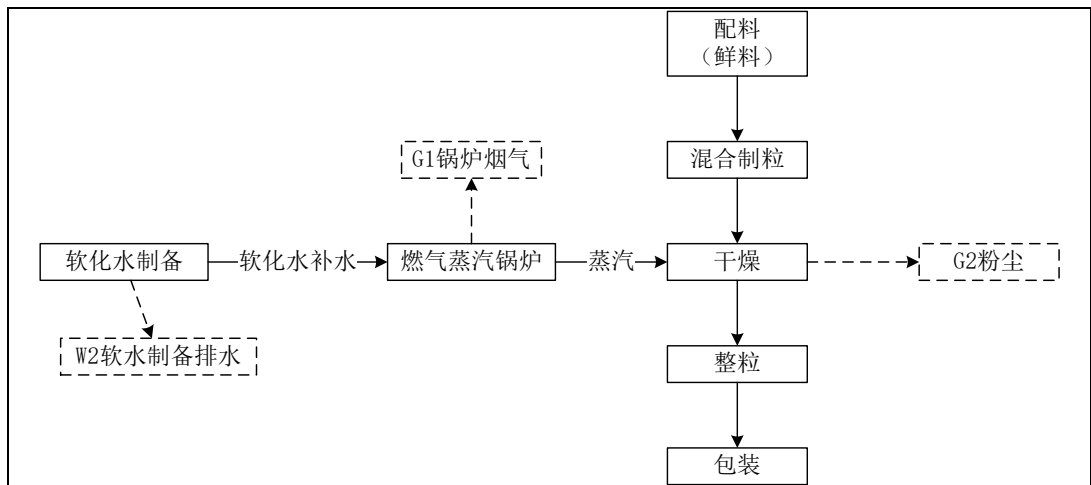 配料
（鲜料）
混合制粒
G1锅炉烟气
软化水制备
软化水补水
燃气蒸汽锅炉
蒸汽
干燥
G2粉尘
W2软水制备排水
整粒
包装